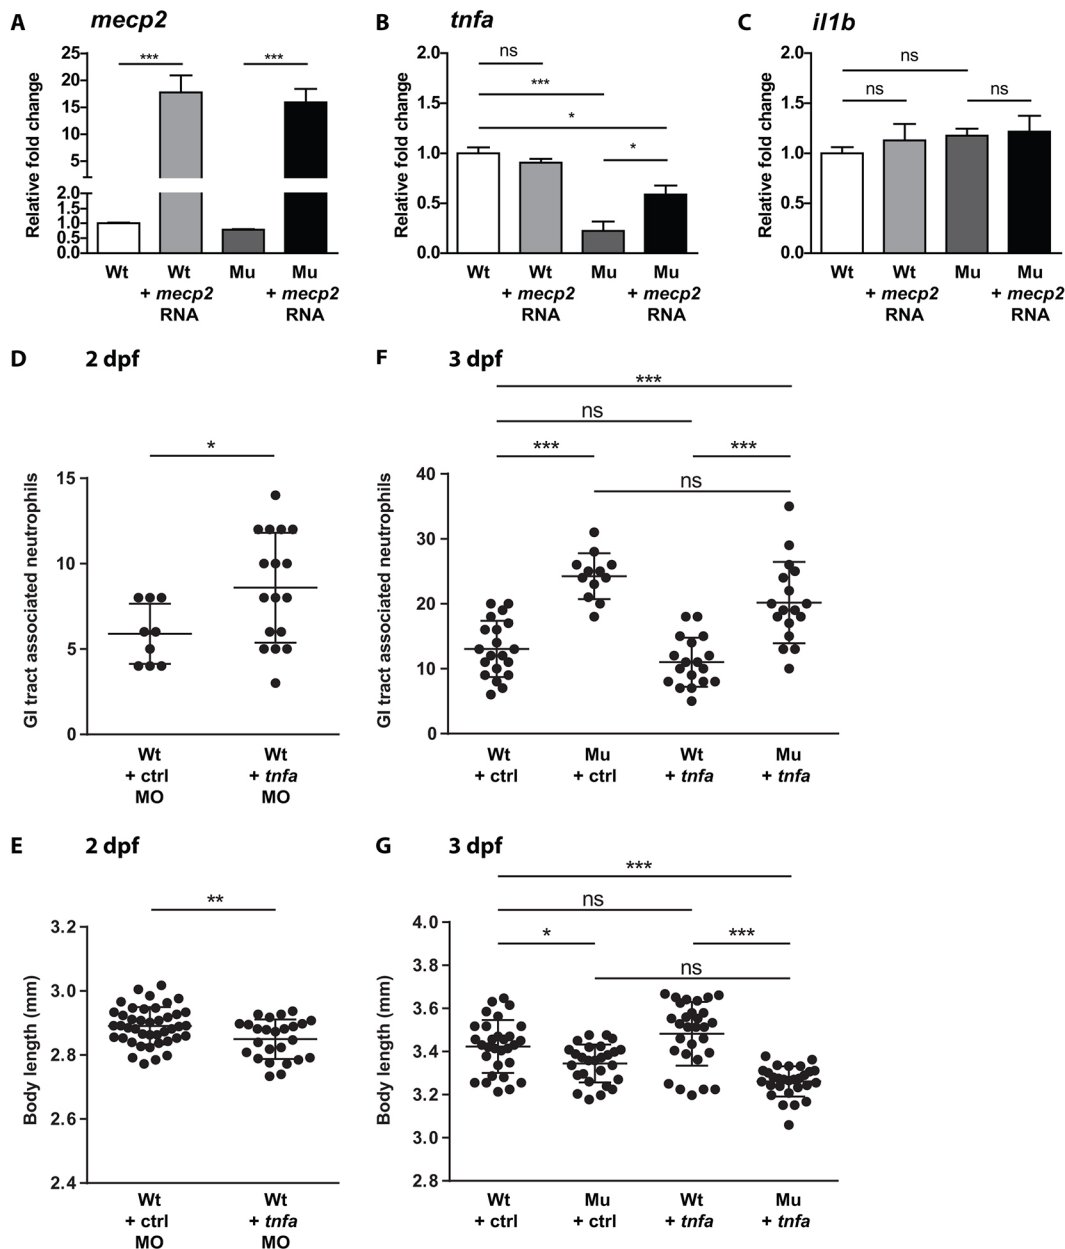 A mecp2
Relative fold change
25
20
15
10
5
2.0
1.5
1.0
0.5
0.0
*** ***
Wt Wt Mu Mu
+ mecp2 + mecp2
RNA RNA
B tnfa
Relative fold change
2.0
1.5
1.0
0.5
0.0
ns
***
*
*
Wt Wt Mu Mu
+ mecp2 + mecp2
RNA RNA
C il1b
Relative fold change
2.0
1.5
1.0
0.5
0.0
ns
ns ns
Wt Wt Mu Mu
+ mecp2 + mecp2
RNA RNA
D 2 dpf
GI tract associated neutrophils
15
10
5
0
*
Wt Wt
+ ctrl + tnfa
MO MO
F 3 dpf
GI tract associated neutrophils
***
ns
*** ***
ns
40
30
20
10
0
Wt Mu Wt Mu
+ ctrl + ctrl + tnfa + tnfa
E 2 dpf
Body length (mm)
**
3.2
3.0
2.8
2.6
2.4
Wt Wt
+ ctrl + tnfa
MO MO
G 3 dpf
Body length (mm)
***
ns
* ***
ns
4.0
3.8
3.6
3.4
3.2
3.0
2.8
Wt Mu Wt Mu
+ ctrl + ctrl + tnfa + tnfa